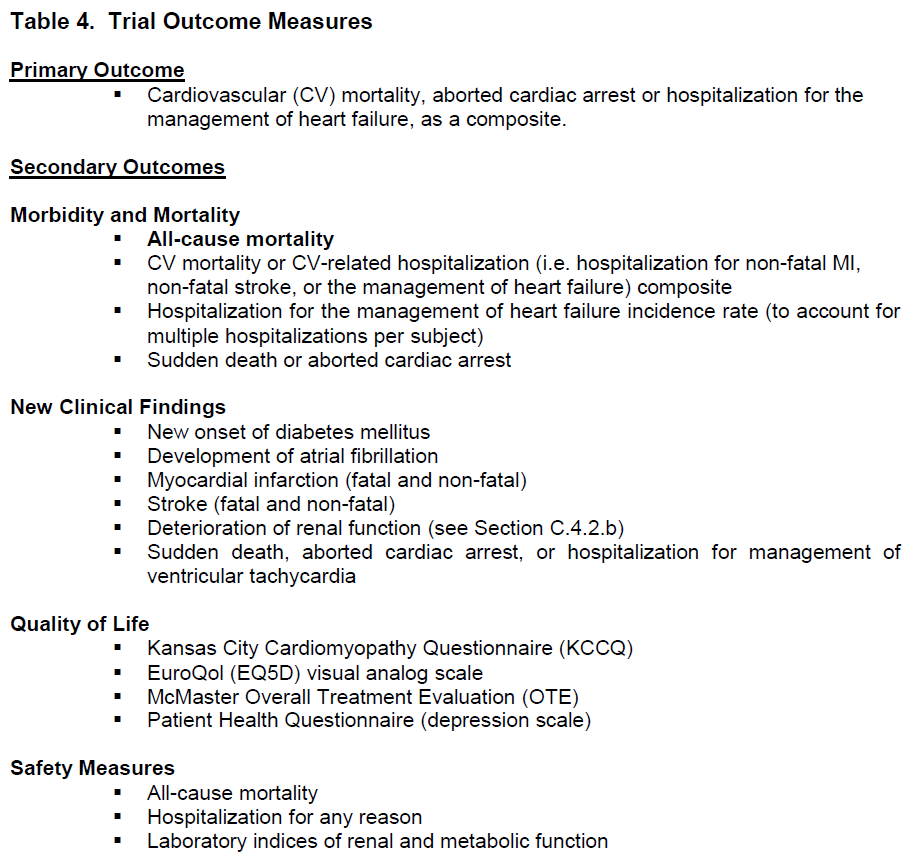 Table 4. Trial Outcome Measures
Primary Outcome
▪ Cardiovascular (CV) mortality, aborted cardiac arrest or hospitalization for the
management of heart failure, as a composite.
Secondary Outcomes
Morbidity and Mortality
▪ All-cause mortality
▪ CV mortality or CV-related hospitalization (i.e. hospitalization for non-fatal MI,
non-fatal stroke, or the management of heart failure) composite
▪ Hospitalization for the management of heart failure incidence rate (to account for
multiple hospitalizations per subject)
▪ Sudden death or aborted cardiac arrest
New Clinical Findings
▪ New onset of diabetes mellitus
▪ Development of atrial fibrillation
▪ Myocardial infarction (fatal and non-fatal)
▪ Stroke (fatal and non-fatal)
▪ Deterioration of renal function (see Section C.4.2.b)
▪ Sudden death, aborted cardiac arrest, or hospitalization for management of
ventricular tachycardia
Quality of Life
▪ Kansas City Cardiomyopathy Questionnaire (KCCQ)
▪ EuroQol (EQ5D) visual analog scale
▪ McMaster Overall Treatment Evaluation (OTE)
▪ Patient Health Questionnaire (depression scale)
Safety Measures
▪ All-cause mortality
▪ Hospitalization for any reason
▪ Laboratory indices of renal and metabolic function